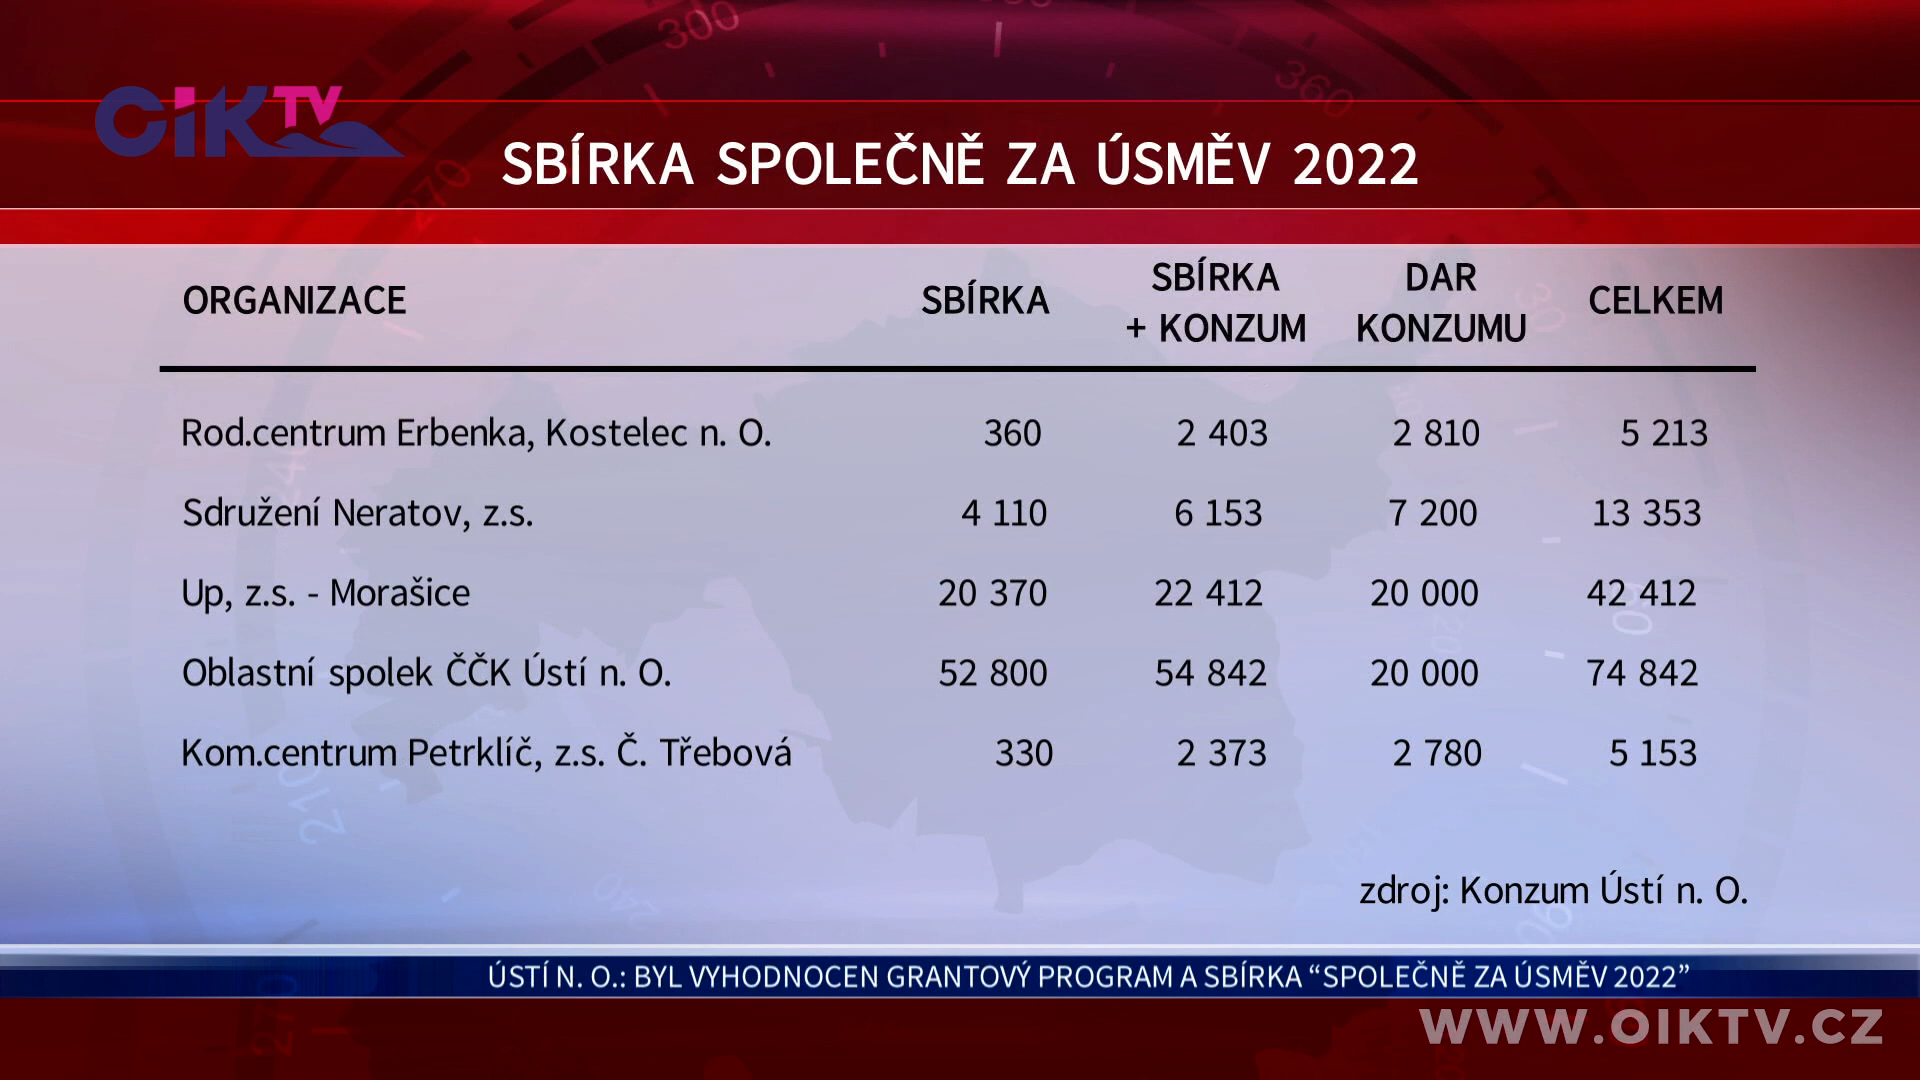 OIK TV
SBÍRKA SPOLEČNĚ ZA ÚSMĚV 2022
ORGANIZACE SBÍRKA SBÍRKA + KONZUM DAR KONZUMU CELKEM
Rod.centrum Erbenka, Kostelec n. O. 360 2 403 2 810 5 213
Sdružení Neratov, z.s. 4 110 6 153 7 200 13 353
Up, z.s. - Morašice 20 370 22 412 20 000 42 412
Oblastní spolek ČČK Ústí n. O. 52 800 54 842 20 000 74 842
Kom.centrum Petrklíč, z.s. Č. Třebová 330 2 373 2 780 5 153
zdroj: Konzum Ústí n. O.
ÚSTÍ N. O.: BYL VYHODNOCEN GRANTOVÝ PROGRAM A SBÍRKA “SPOLEČNĚ ZA ÚSMĚV 2022”
WWW.OIKTV.CZ